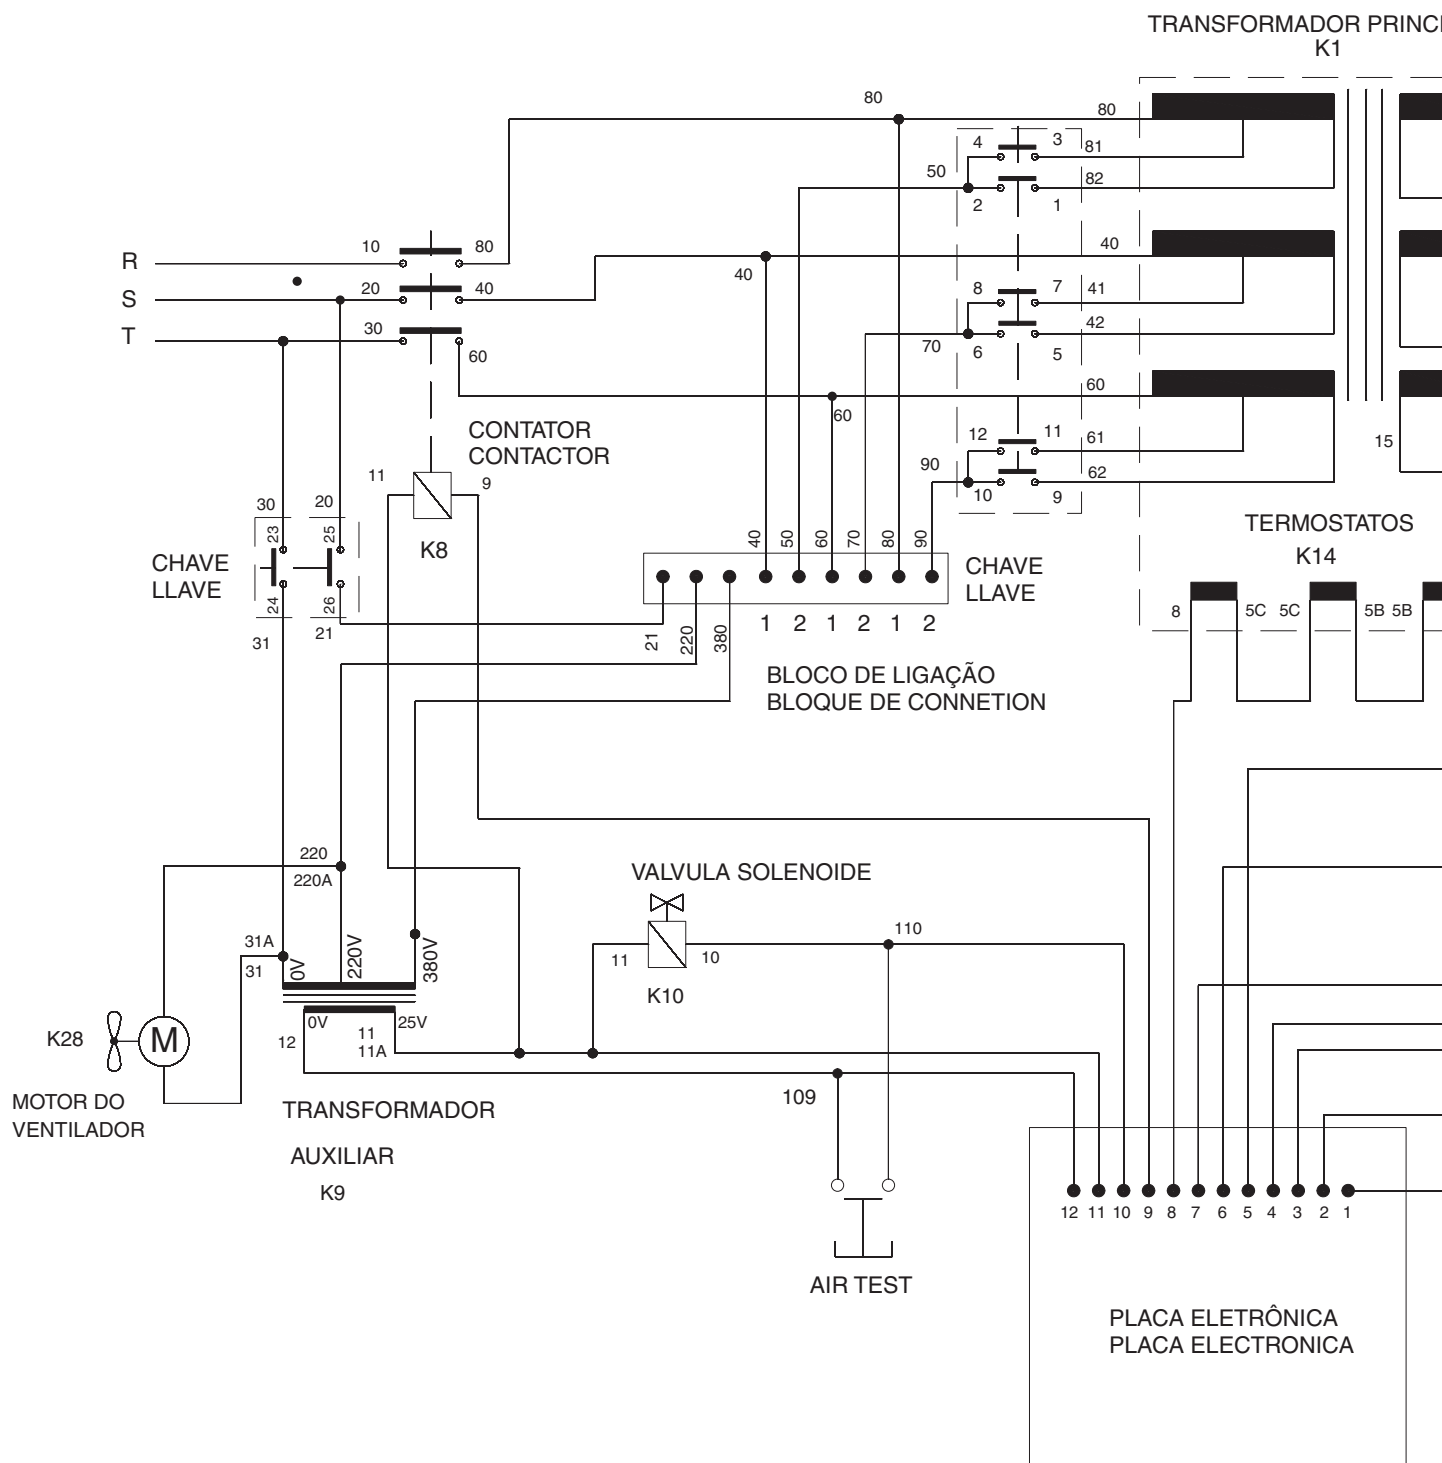 TRANSFORMADOR PRINCI
K1
80
80
4
3
81
50
82
2
1
R
10
80
40
40
S
20
40
8
7
41
T
30
60
70
42
6
5
60
60
CONTATOR
CONTACTOR
12
11
61
15
11
9
90
62
10
9
30
20
23
25
K8
CHAVE
LLAVE
24
26
31
21
40
50
60
70
80
90
CHAVE
LLAVE
1
2
1
2
1
2
21
220
380
BLOCO DE LIGAÇÃO
BLOQUE DE CONNETION
TERMOSTATOS
K14
8
5C
5C
5B
5B
220
220A
VALVULA SOLENOIDE
31A
31
0V
220V
380V
11
10
110
K10
K28
M
12
0V
11
11A
25V
MOTOR DO
VENTILADOR
TRANSFORMADOR
AUXILIAR
K9
109
AIR TEST
12
11
10
9
8
7
6
5
4
3
2
1
PLACA ELETRÔNICA
PLACA ELECTRONICA